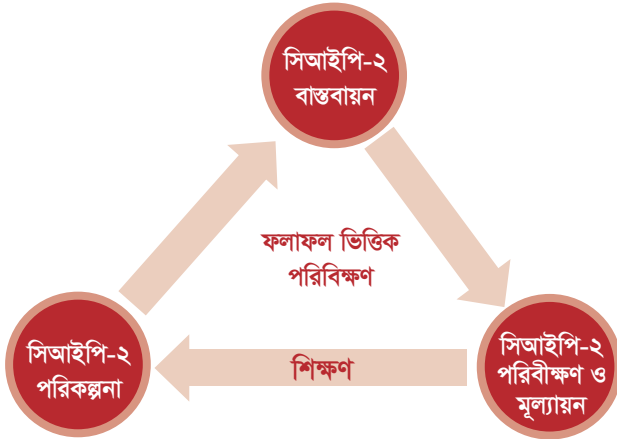 সিআইপি-২
বাস্তবায়ন
ফলাফল ভিত্তিক
পরিবিক্ষণ
সিআইপি-২
পরিকল্পনা
শিক্ষণ
সিআইপি-২
পরিবীক্ষণ ও
মূল্যায়ন